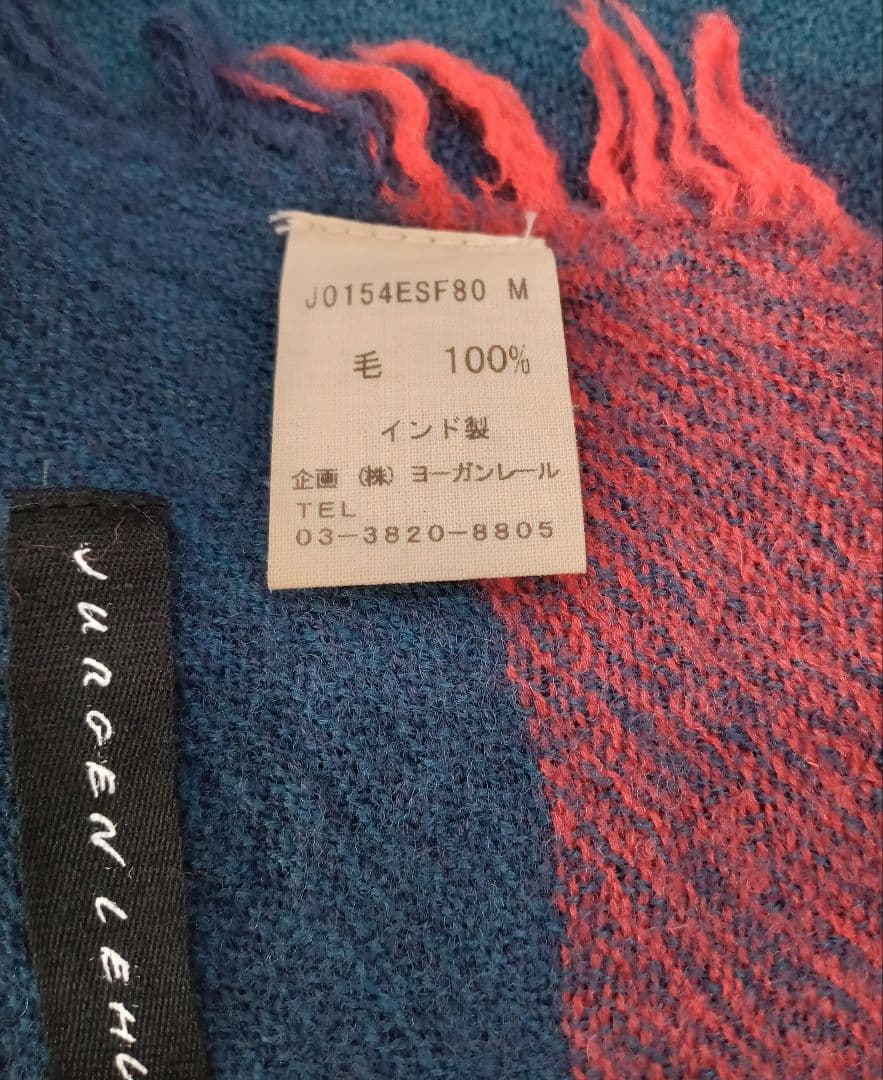 J0154ESF80 M
毛 100%
インド製
企画 (株) ヨーガンレール
TEL
03-3820-8805
JURGEN LEHL